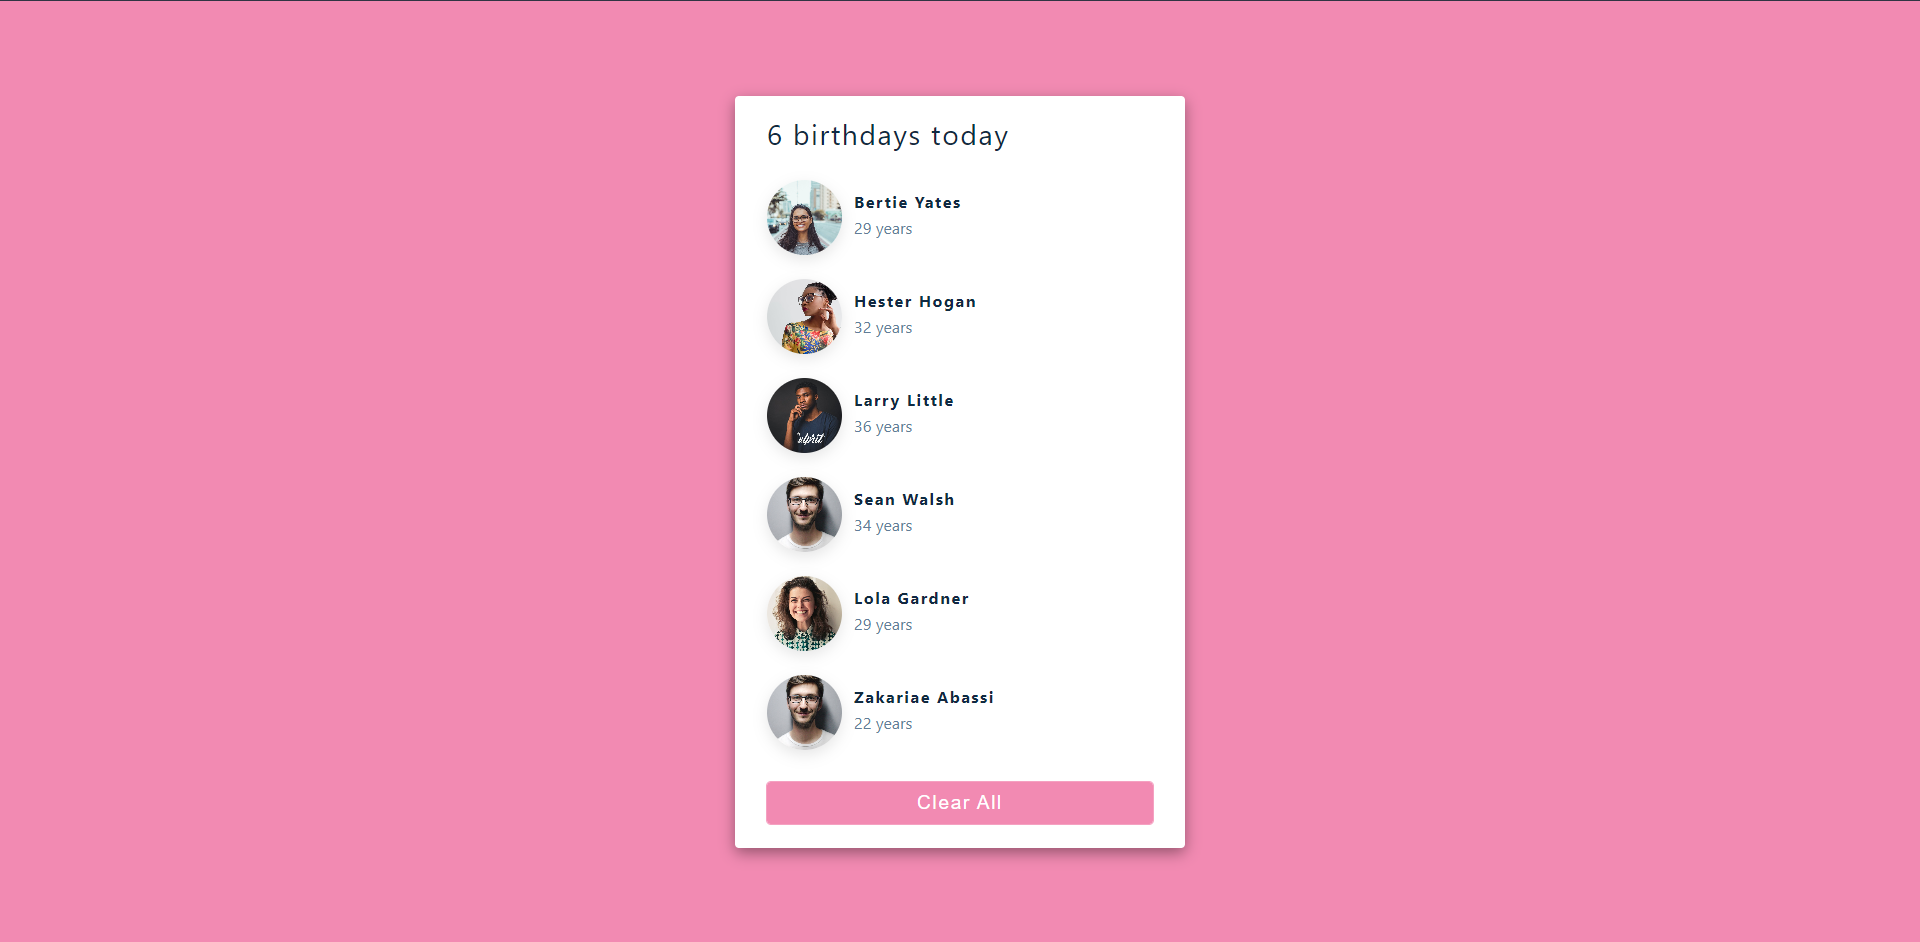 6 birthdays today
Bertie Yates
29 years
Hester Hogan
32 years
Larry Little
36 years
Sean Walsh
34 years
Lola Gardner
29 years
Zakariae Abassi
22 years
Clear All